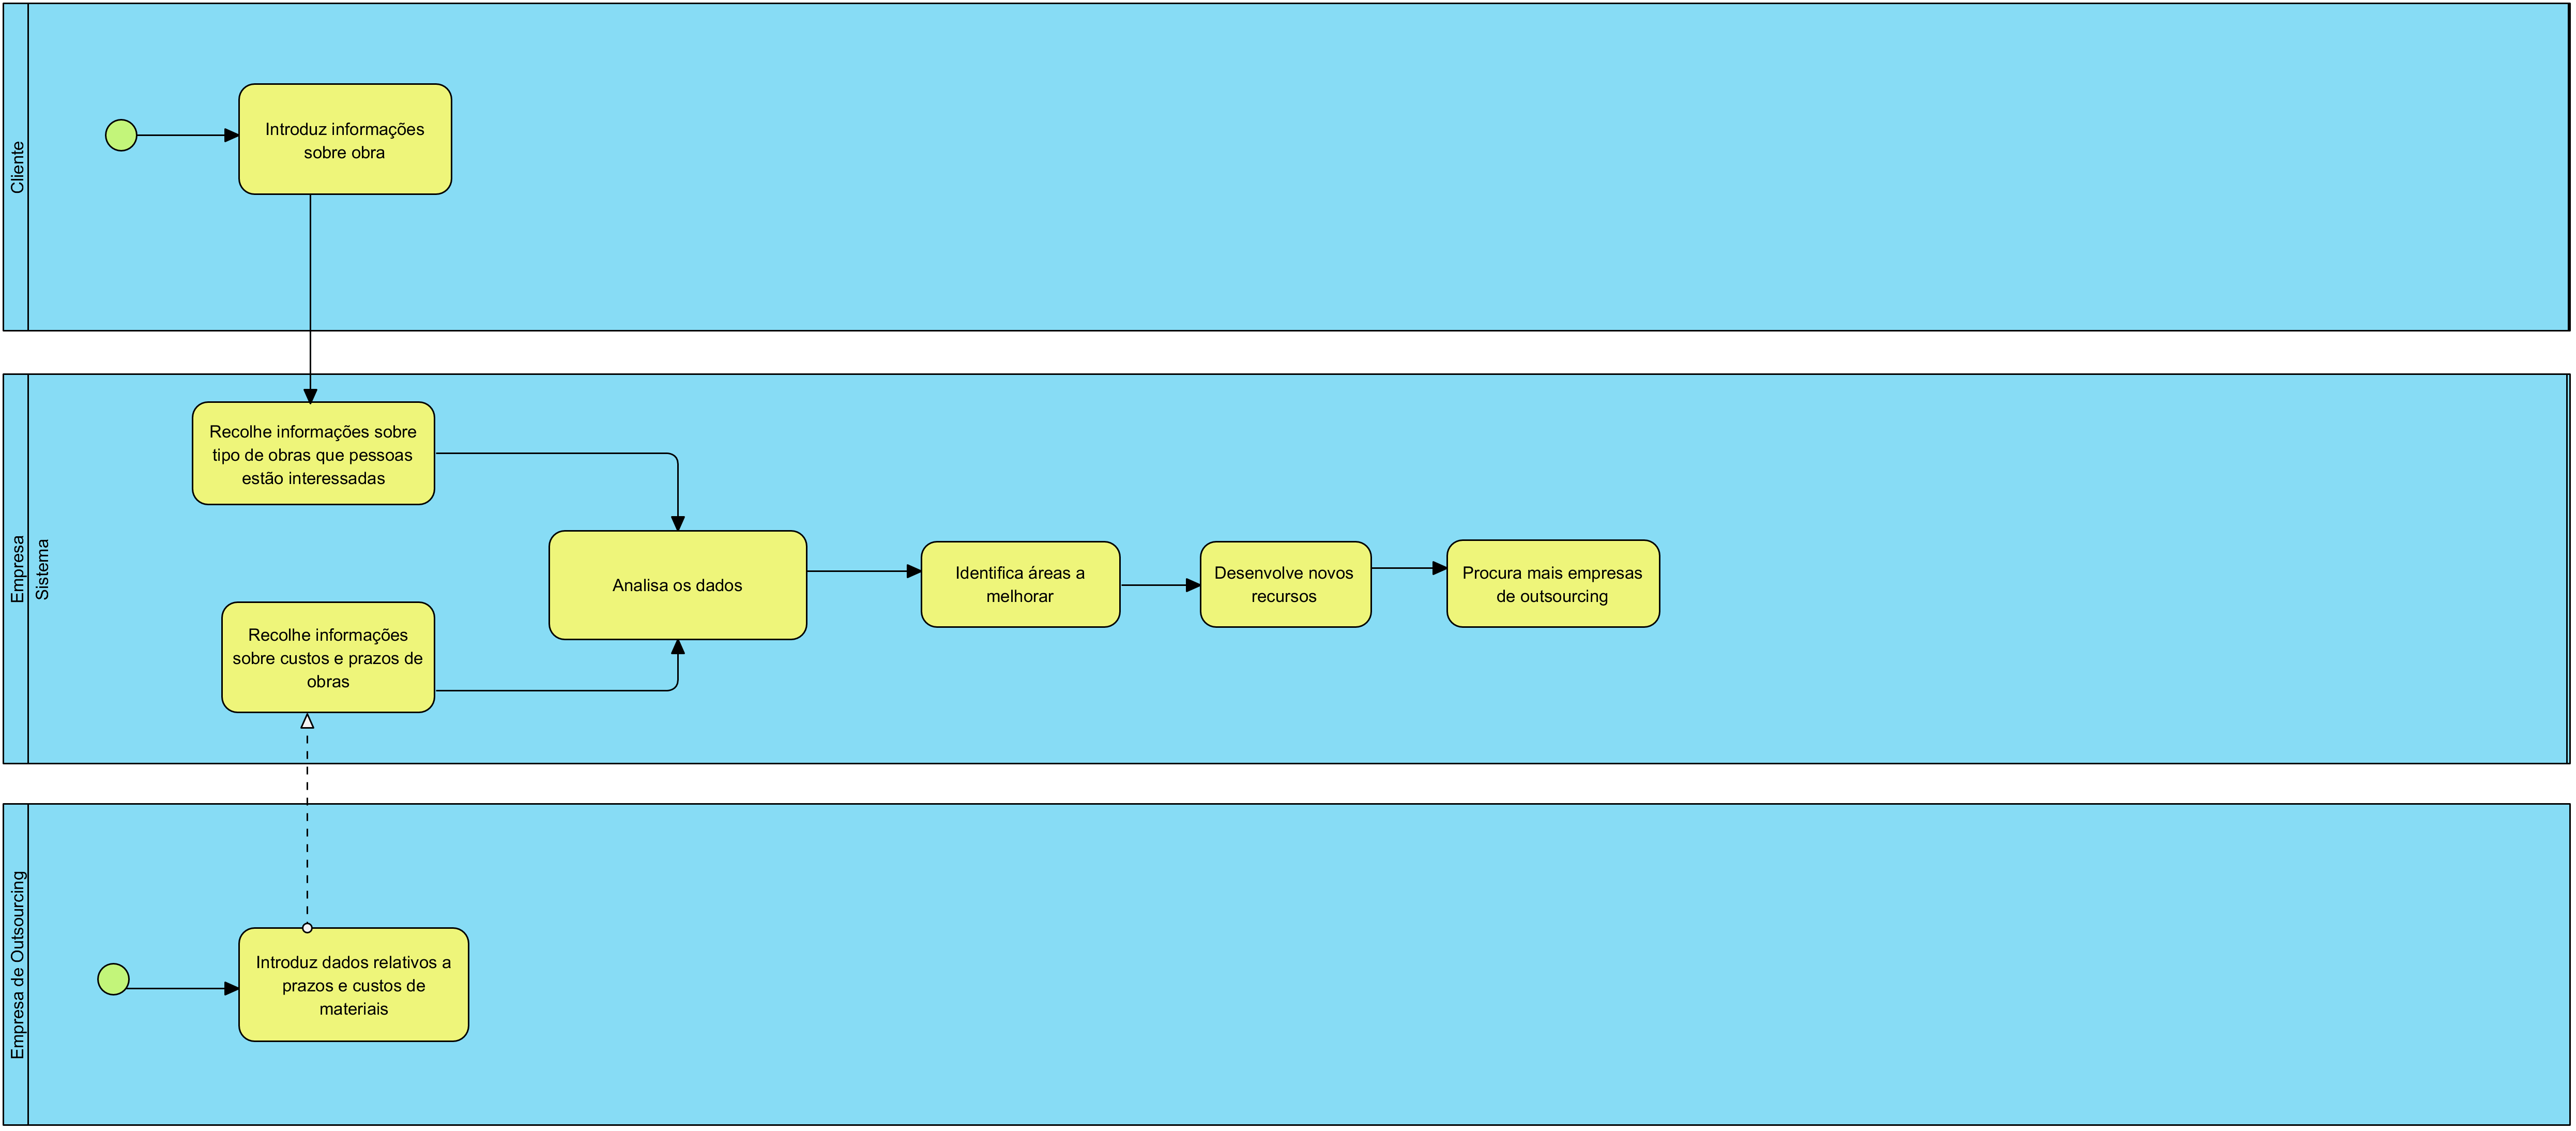 Cliente
Introduz informações
sobre obra
Empresa
Sistema
Recolhe informações sobre
tipo de obras que pessoas
estão interessadas
Recolhe informações
sobre custos e prazos de
obras
Analisa os dados
Identifica áreas a
melhorar
Desenvolve novos
recursos
Procura mais empresas
de outsourcing
Empresa de Outsourcing
Introduz dados relativos a
prazos e custos de
materiais